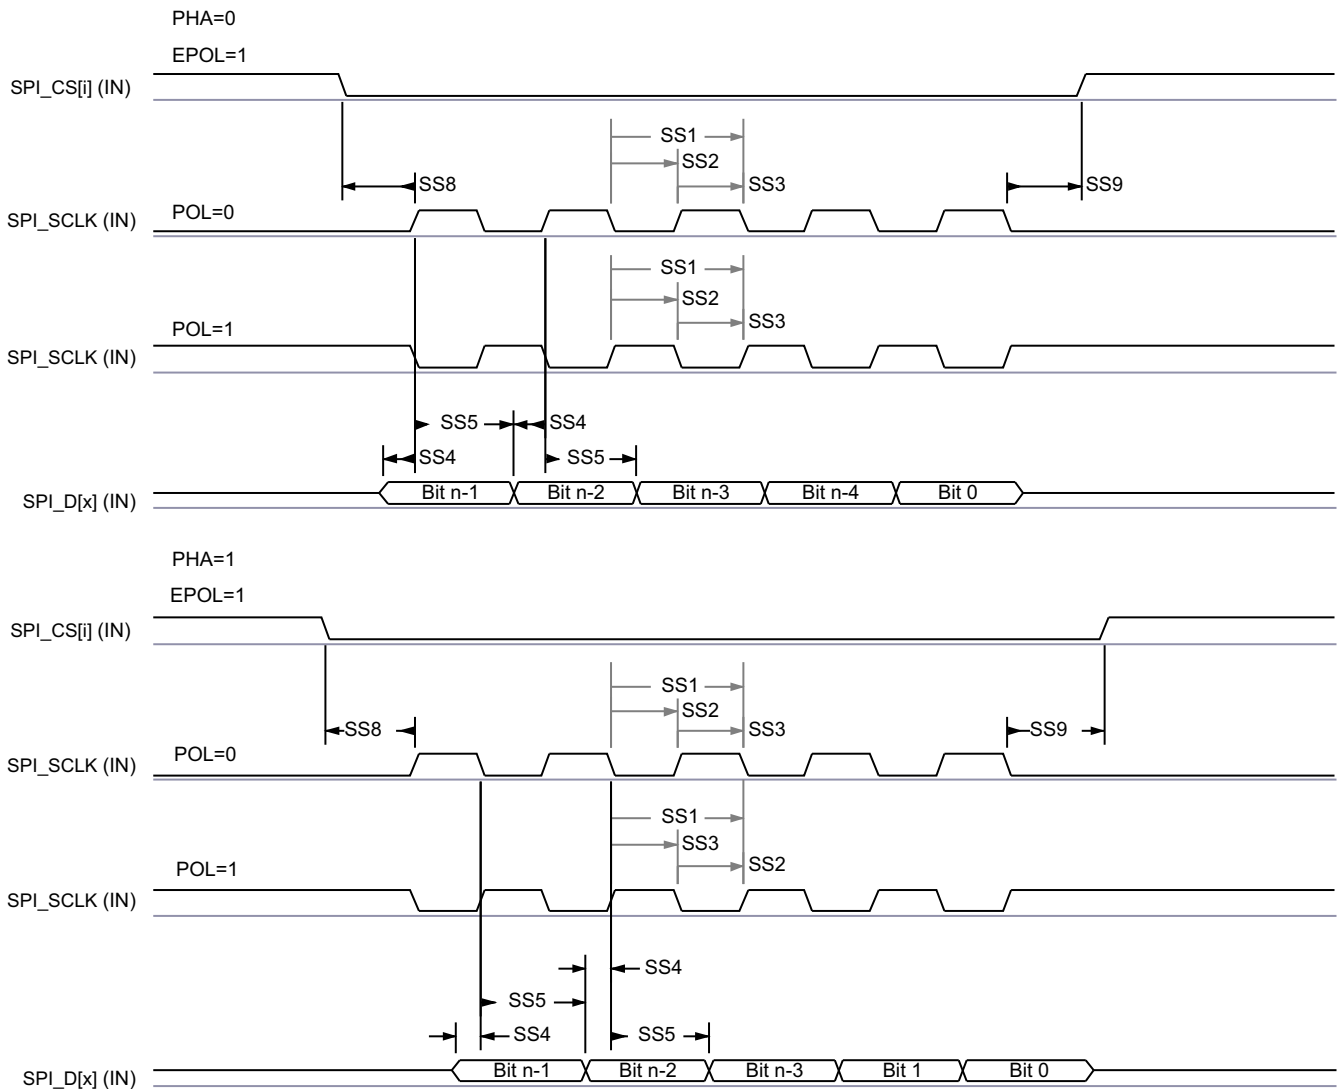 PHA=0
EPOL=1
SPI_CS[i] (IN)
SS1
SS2
SS8
SS3
SS9
POL=0
SPI_SCLK (IN)
SS1
SS2
SS3
POL=1
SPI_SCLK (IN)
SS5
SS4
SS4
SS5
SPI_D[x] (IN)
Bit n-1
Bit n-2
Bit n-3
Bit n-4
Bit 0
PHA=1
EPOL=1
SPI_CS[i] (IN)
SS1
SS2
SS8
SS3
SS9
POL=0
SPI_SCLK (IN)
SS1
SS3
SS2
POL=1
SPI_SCLK (IN)
SS4
SS5
SS4
SS5
SPI_D[x] (IN)
Bit n-1
Bit n-2
Bit n-3
Bit 1
Bit 0